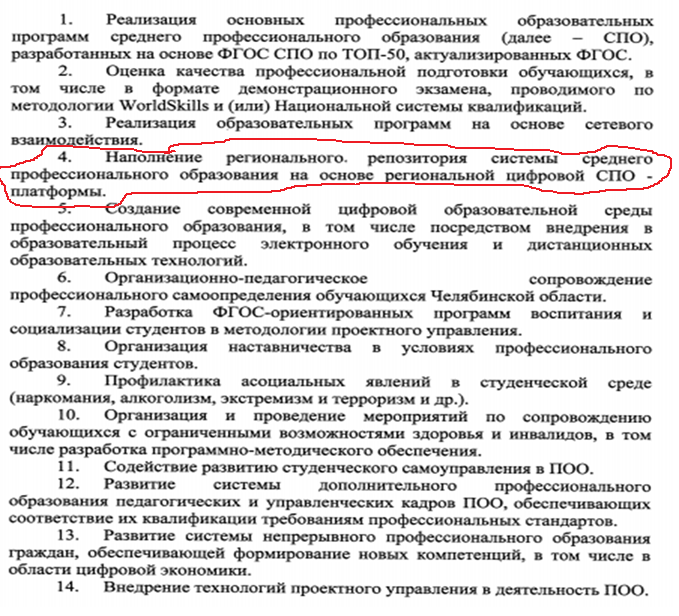 1. Реализация основных профессиональных образовательных
программ среднего профессионального образования (далее – СПО),
разработанных на основе ФГОС СПО по ТОП-50, актуализированных ФГОС.
2. Оценка качества профессиональной подготовки обучающихся, в
том числе в формате демонстрационного экзамена, проводимого по
методологии WorldSkills и (или) Национальной системы квалификаций.
3. Реализация образовательных программ на основе сетевого
взаимодействия.
4. Наполнение регионального репозитория системы среднего
профессионального образования на основе региональной цифровой СПО -
платформы.
5. Создание современной цифровой образовательной среды
профессионального образования, в том числе посредством внедрения в
образовательный процесс электронного обучения и дистанционных
образовательных технологий.
6. Организационно-педагогическое сопровождение
профессионального самоопределения обучающихся Челябинской области.
7. Разработка ФГОС-ориентированных программ воспитания и
социализации студентов в методологии проектного управления.
8. Организация наставничества в условиях профессионального
образования студентов.
9. Профилактика асоциальных явлений в студенческой среде
(наркомания, алкоголизм, экстремизм и терроризм и др.).
10. Организация и проведение мероприятий по сопровождению
обучающихся с ограниченными возможностями здоровья и инвалидов, в том
числе разработка программно-методического обеспечения.
11. Содействие развитию студенческого самоуправления в ПОО.
12. Развитие системы дополнительного профессионального
образования педагогических и управленческих кадров ПОО, обеспечивающих
соответствие их квалификации требованиям профессиональных стандартов.
13. Развитие системы непрерывного профессионального образования
граждан, обеспечивающей формирование новых компетенций, в том числе в
области цифровой экономики.
14. Внедрение технологий проектного управления в деятельность ПОО.